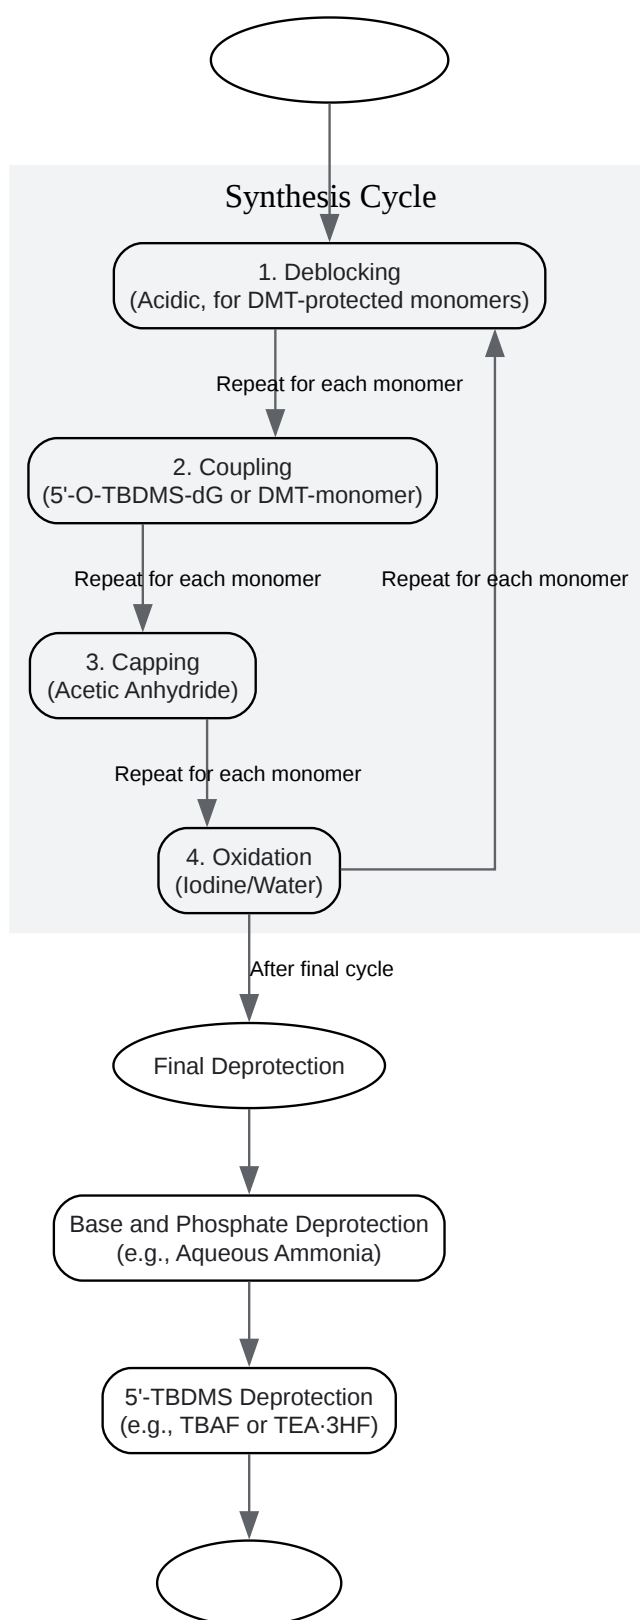 Synthesis Cycle
1. Deblocking
(Acidic, for DMT-protected monomers)
Repeat for each monomer
2. Coupling
(5'-O-TBDMS-dG or DMT-monomer)
Repeat for each monomer
Repeat for each monomer
3. Capping
(Acetic Anhydride)
Repeat for each monomer
4. Oxidation
(Iodine/Water)
After final cycle
Final Deprotection
Base and Phosphate Deprotection
(e.g., Aqueous Ammonia)
5'-TBDMS Deprotection
(e.g., TBAF or TEA·3HF)